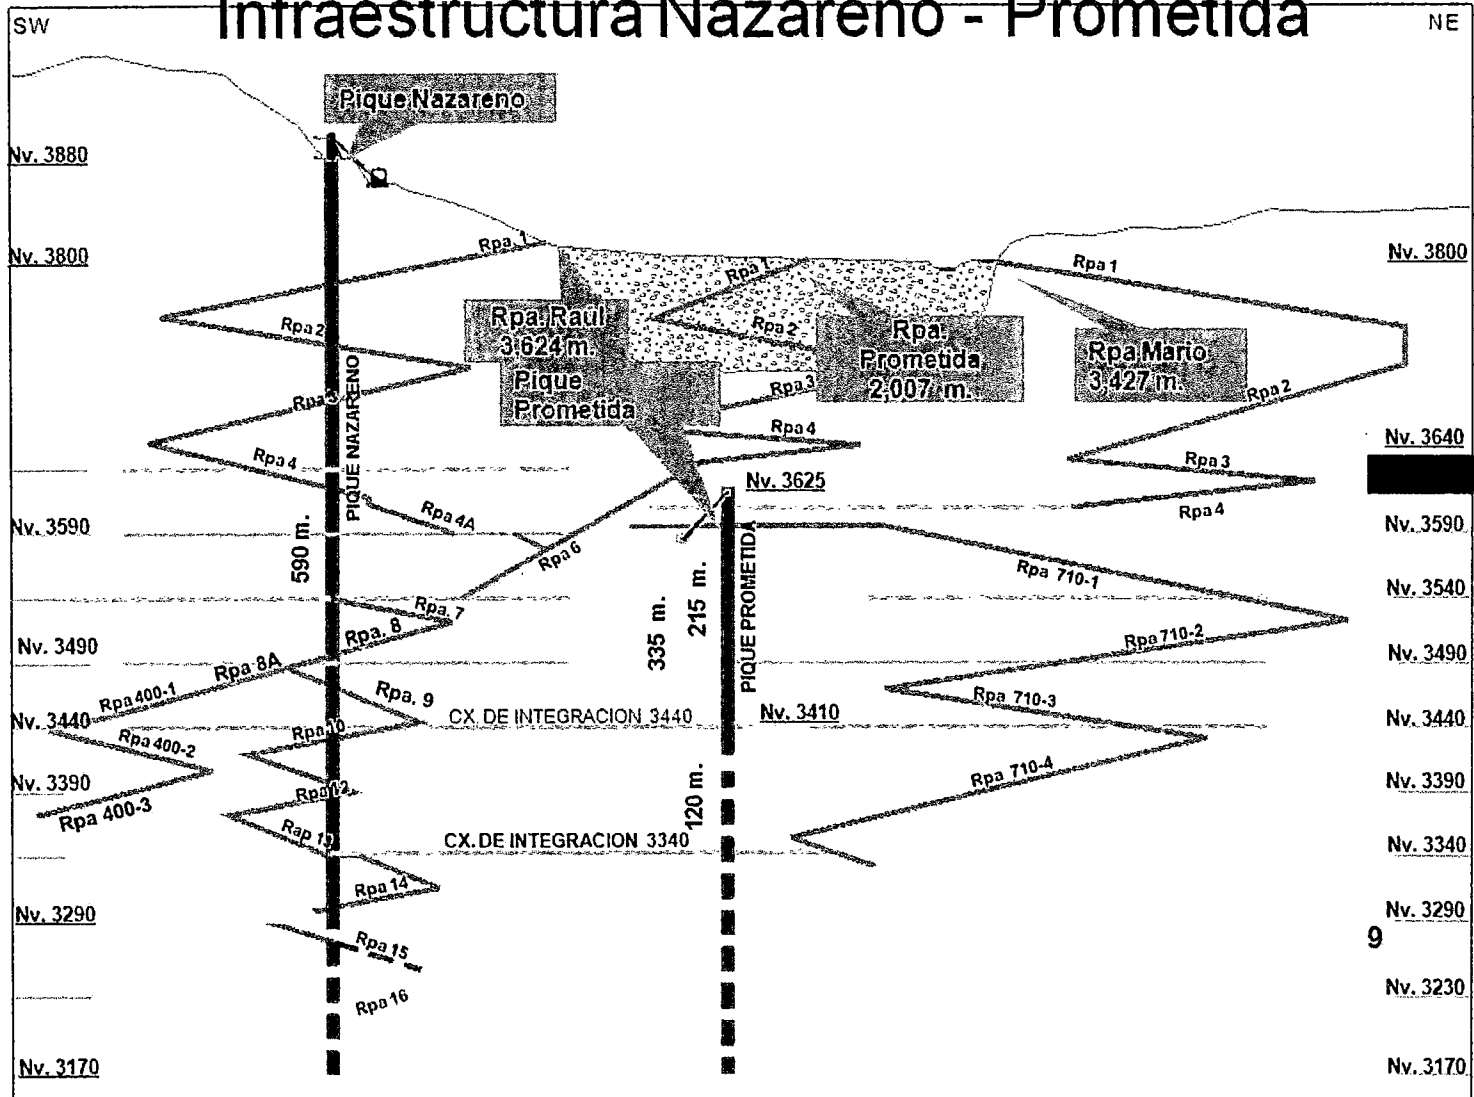 Infraestructura Nazareno - Prometida
SW
NE
Pique Nazareno
Nv. 3880
Nv. 3800
Nv. 3800
Rpa. 1
Rpa 1
Rpa 1
Rpa 2
Rpa 2
Rpa. Raul
3,624 m.
Rpa.
Prometida
2,007 m.
Rpa Mario
3,427 m.
Pique
Prometida
Rpa 3
Rpa 3
Rpa 2
Rpa 4
Rpa 4
Nv. 3640
Rpa 3
Nv. 3625
Rpa 4
PIQUE NAZARENO
590 m.
Rpa 4A
Nv. 3590
Nv. 3590
Rpa 6
Rpa 710-1
PIQUE PROMETIDA
335 m.
215 m.
Nv. 3540
Rpa. 7
Rpa. 8
Rpa 710-2
Nv. 3490
Nv. 3490
Rpa 8A
Rpa 400-1
Rpa. 9
Rpa 710-3
Nv. 3440
CX. DE INTEGRACION 3440
Nv. 3410
Nv. 3440
Rpa 10
Rpa 400-2
Rpa 710-4
Nv. 3390
Nv. 3390
Rpa 12
120 m.
Rpa 400-3
Rap 13
CX. DE INTEGRACION 3340
Nv. 3340
Rpa 14
Nv. 3290
Nv. 3290
9
Rpa 15
Rpa 16
Nv. 3230
Nv. 3170
Nv. 3170